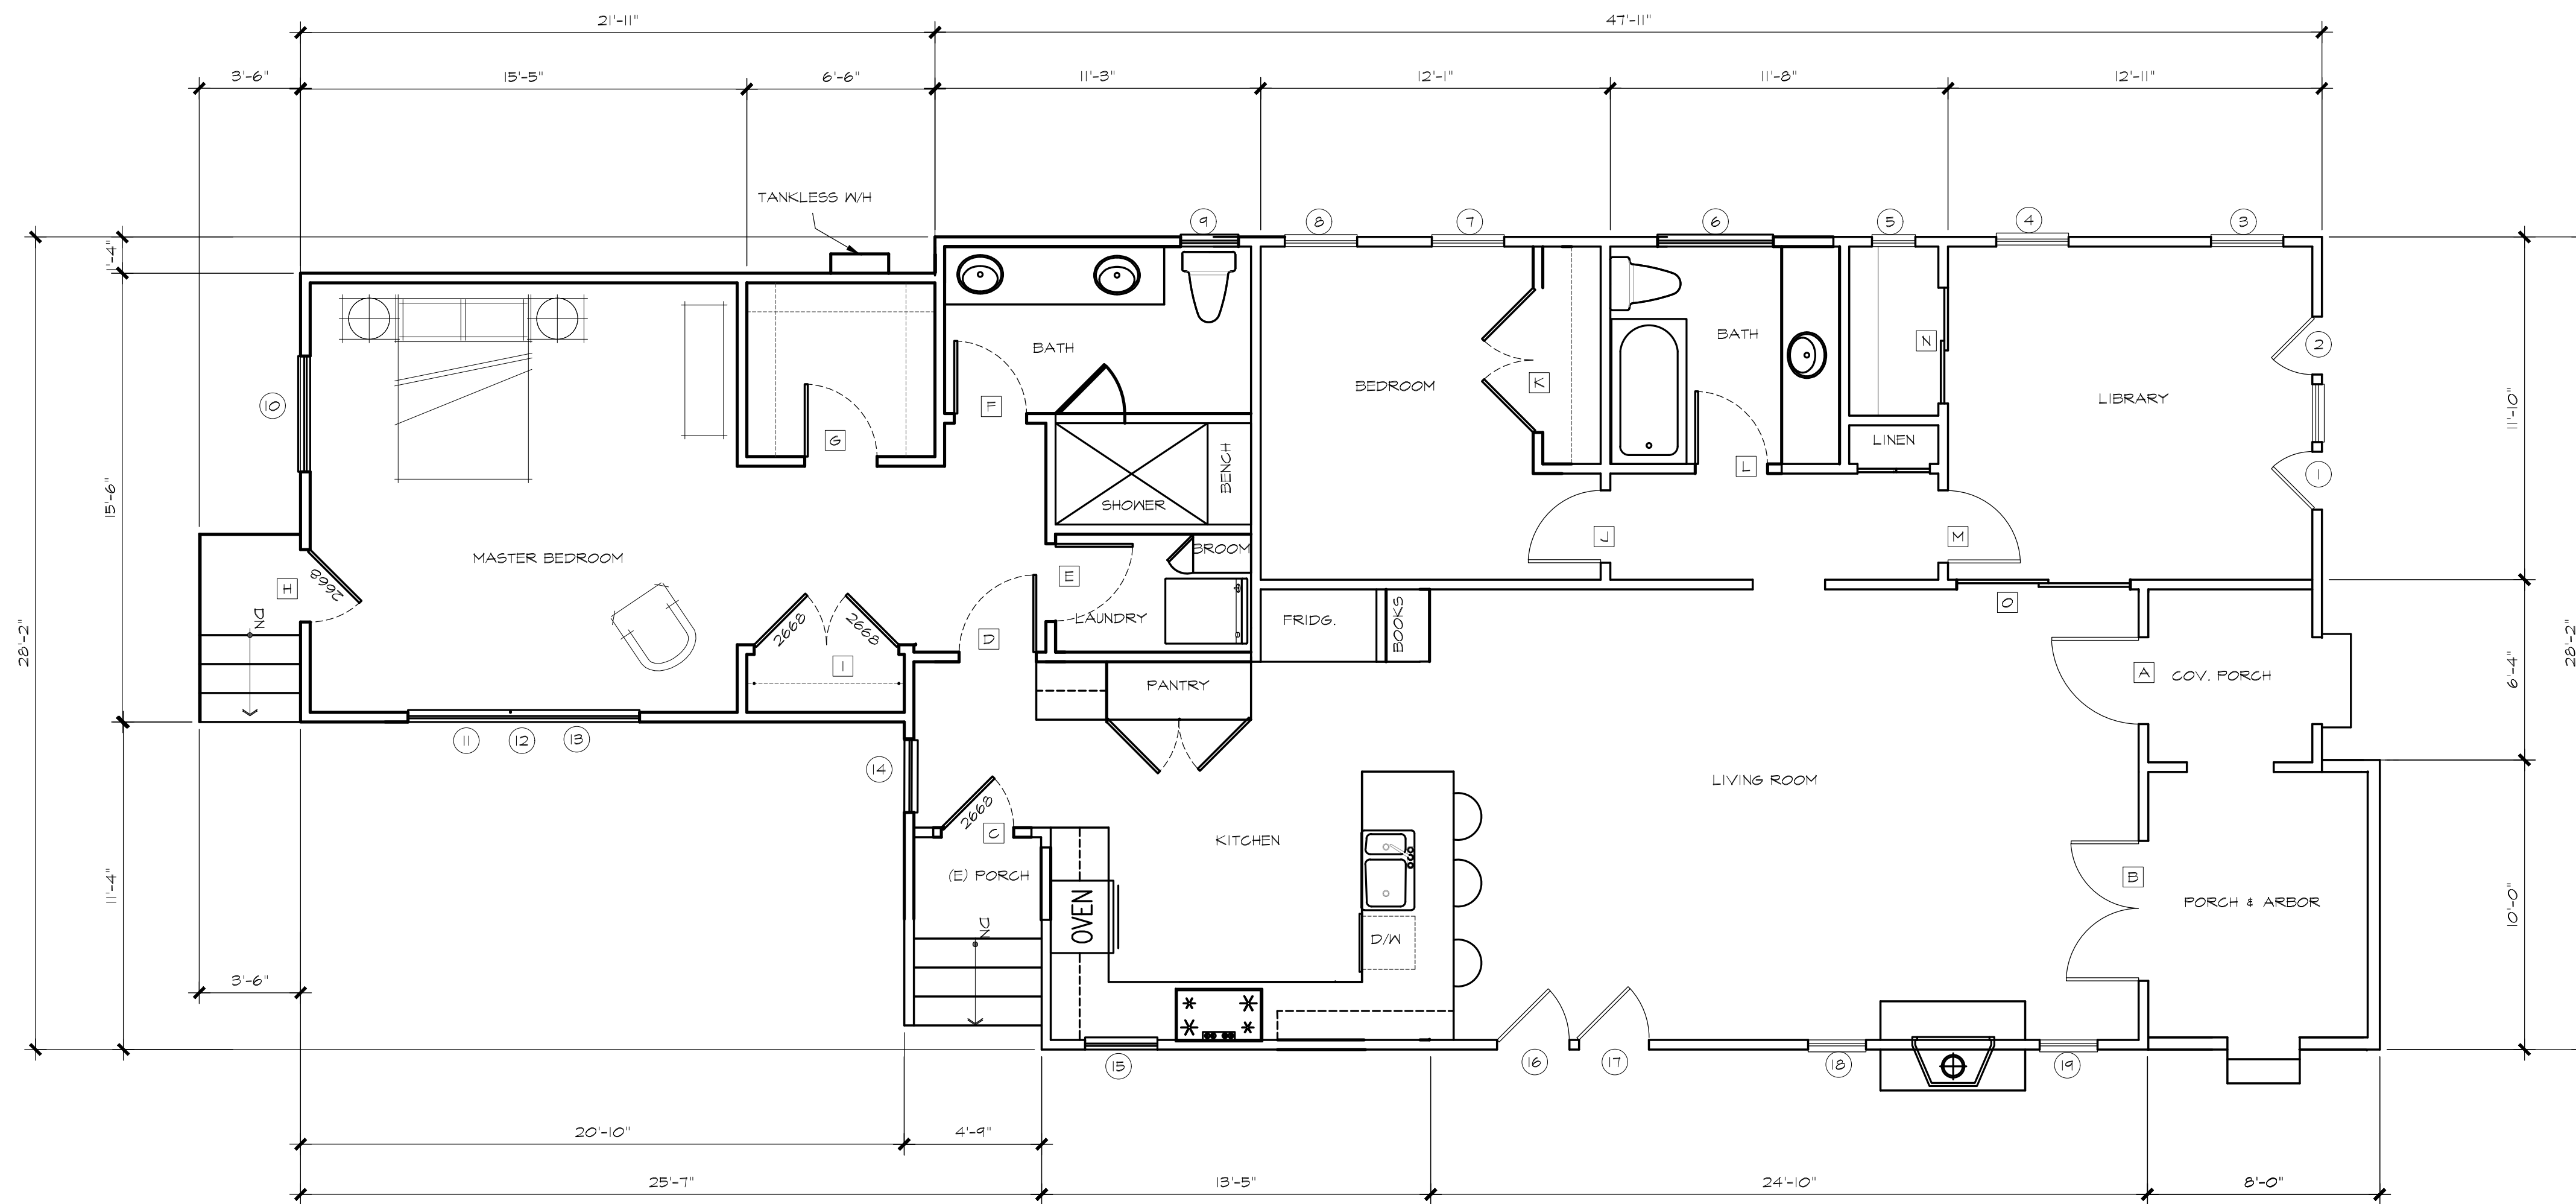 21'-11"
47'-11"
3'-6"
15'-5"
6'-6"
11'-3"
12'-1"
11'-8"
12'-11"
TANKLESS W/H
9
8
7
6
5
4
3
1'-4"
BATH
BATH
N
2
BEDROOM
K
LIBRARY
10
F
G
11'-10"
LINEN
L
BENCH
1
15'-6"
SHOWER
J
M
MASTER BEDROOM
BROOM
E
H
2668
O
DN
LAUNDRY
FRIDG.
BOOKS
2668
2668
D
28'-2"
28'-2"
I
A
COV. PORCH
6'-4"
PANTRY
11
12
13
14
LIVING ROOM
2668
C
KITCHEN
(E) PORCH
B
11'-4"
PORCH & ARBOR
10'-0"
OVEN
DN
D/W
3'-6"
15
16
17
18
19
20'-10"
4'-9"
25'-7"
13'-5"
24'-10"
8'-0"